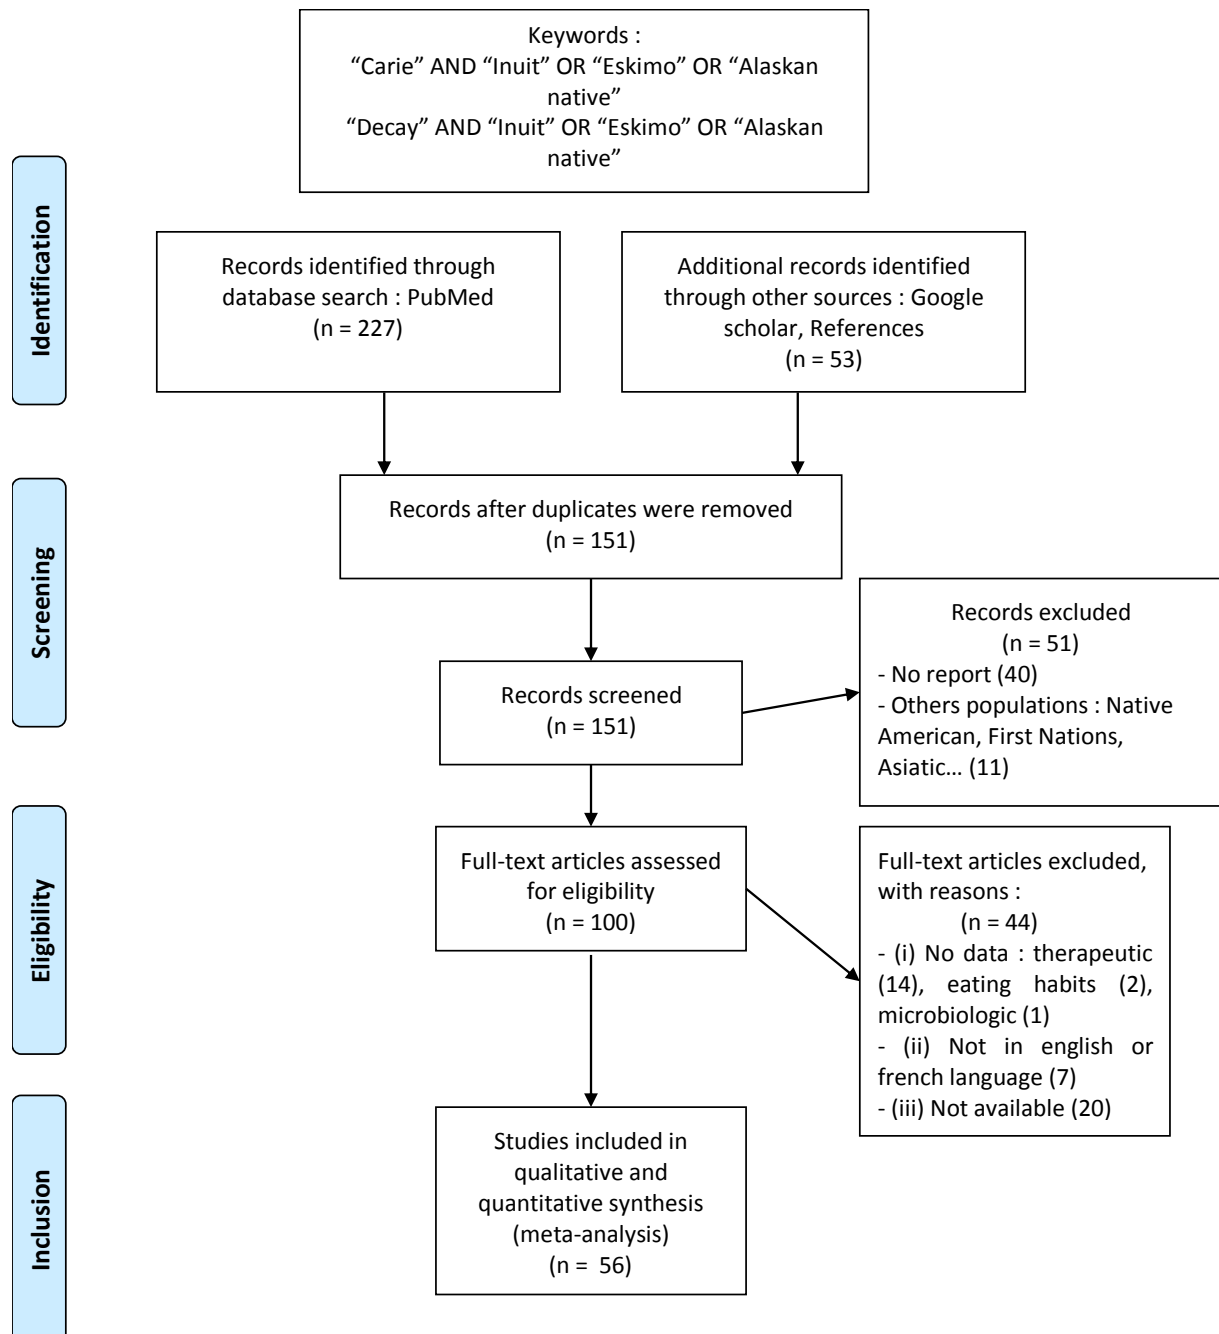 Keywords :
“Carie” AND “Inuit” OR “Eskimo” OR “Alaskan
native”
“Decay” AND “Inuit” OR “Eskimo” OR “Alaskan
native”
Identification
Records identified through
database search : PubMed
(n = 227)
Additional records identified
through other sources : Google
scholar, References
(n = 53)
Screening
Records after duplicates were removed
(n = 151)
Records screened
(n = 151)
Records excluded
(n = 51)
- No report (40)
- Others populations : Native
American, First Nations,
Asiatic... (11)
Eligibility
Full-text articles assessed
for eligibility
(n = 100)
Full-text articles excluded,
with reasons :
(n = 44)
- (i) No data : therapeutic
(14), eating habits (2),
microbiologic (1)
- (ii) Not in english or
french language (7)
- (iii) Not available (20)
Inclusion
Studies included in
qualitative and
quantitative synthesis
(meta-analysis)
(n = 56)